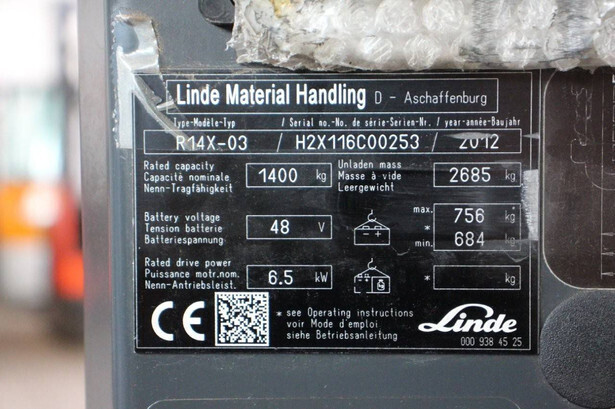 Linde Material Handling D - Aschaffenburg
Type-Modèle-Typ / Serial no.-No. de série-Serien-Nr. / year-année-Baujahr
R14X-03 / H2X116C00253 / 2012
Rated capacity
Capacité nominale
Nenn-Tragfähigkeit
1400 kg
Unladen mass
Masse à vide
Leergewicht
2685 kg
Battery voltage
Tension batterie
Batteriespannung
48 V
max. 756 kg
*
min. 684 kg
Rated drive power
Puissance motr.nom.
Nenn-Antriebsleist.
6.5 kW
* kg
CE
* see Operating instructions
voir Mode d'emploi
siehe Betriebsanleitung
Linde
000 938 45 25